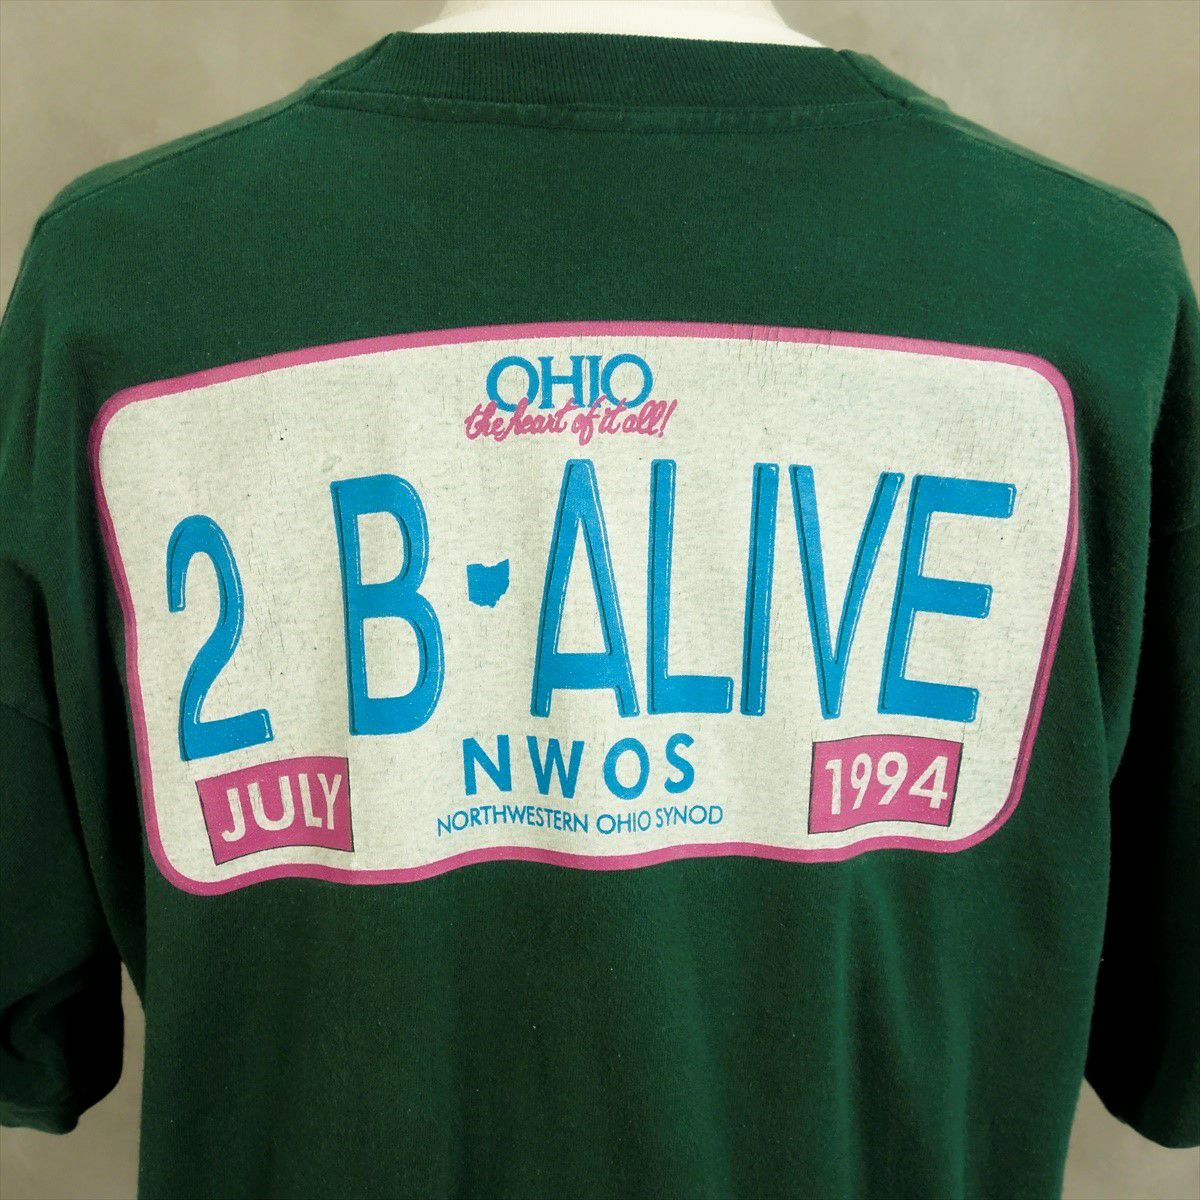 OHIO
the heart of it all!
2 B-ALIVE
NWOS
JULY
1994
NORTHWESTERN OHIO SYNOD